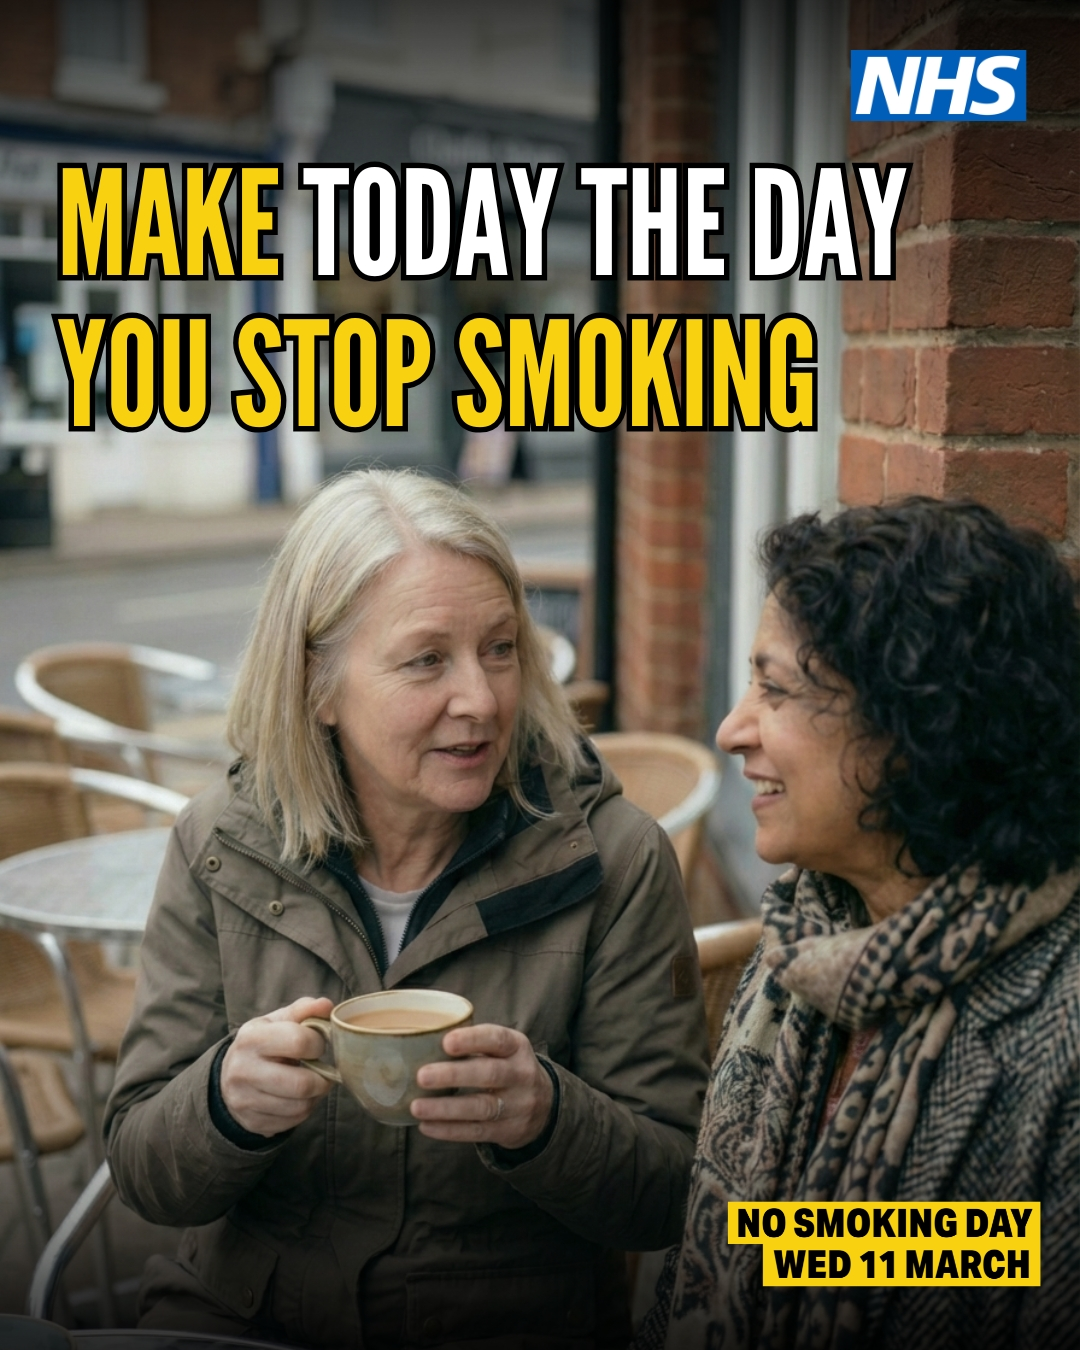 NHS
MAKE TODAY THE DAY
YOU STOP SMOKING
NO SMOKING DAY
WED 11 MARCH